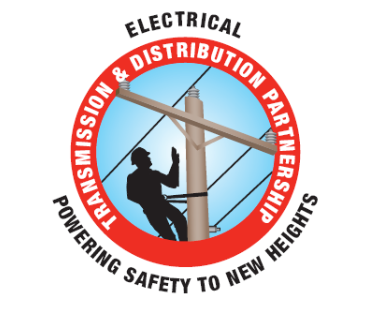 ELECTRICAL
TRANSMISSION & DISTRIBUTION PARTNERSHIP
POWERING SAFETY TO NEW HEIGHTS